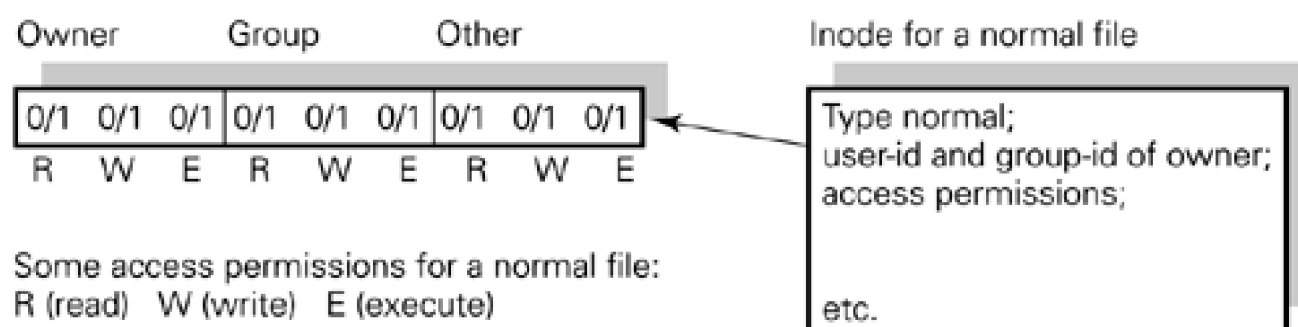 Owner Group Other
0/1 0/1 0/1 0/1 0/1 0/1 0/1 0/1 0/1
R W E R W E R W E
Some access permissions for a normal file:
R (read) W (write) E (execute)
Inode for a normal file
Type normal;
user-id and group-id of owner;
access permissions;
etc.